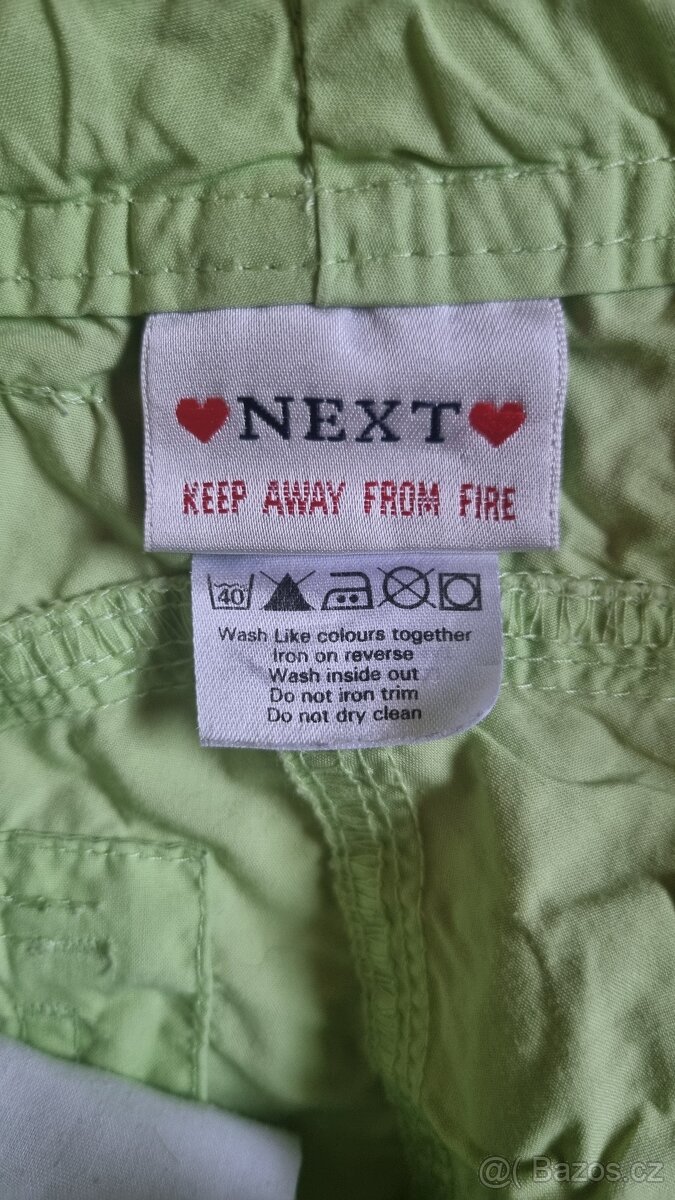 NEXT
KEEP AWAY FROM FIRE
40
Wash Like colours together
Iron on reverse
Wash inside out
Do not iron trim
Do not dry clean
@( Bazos.cz